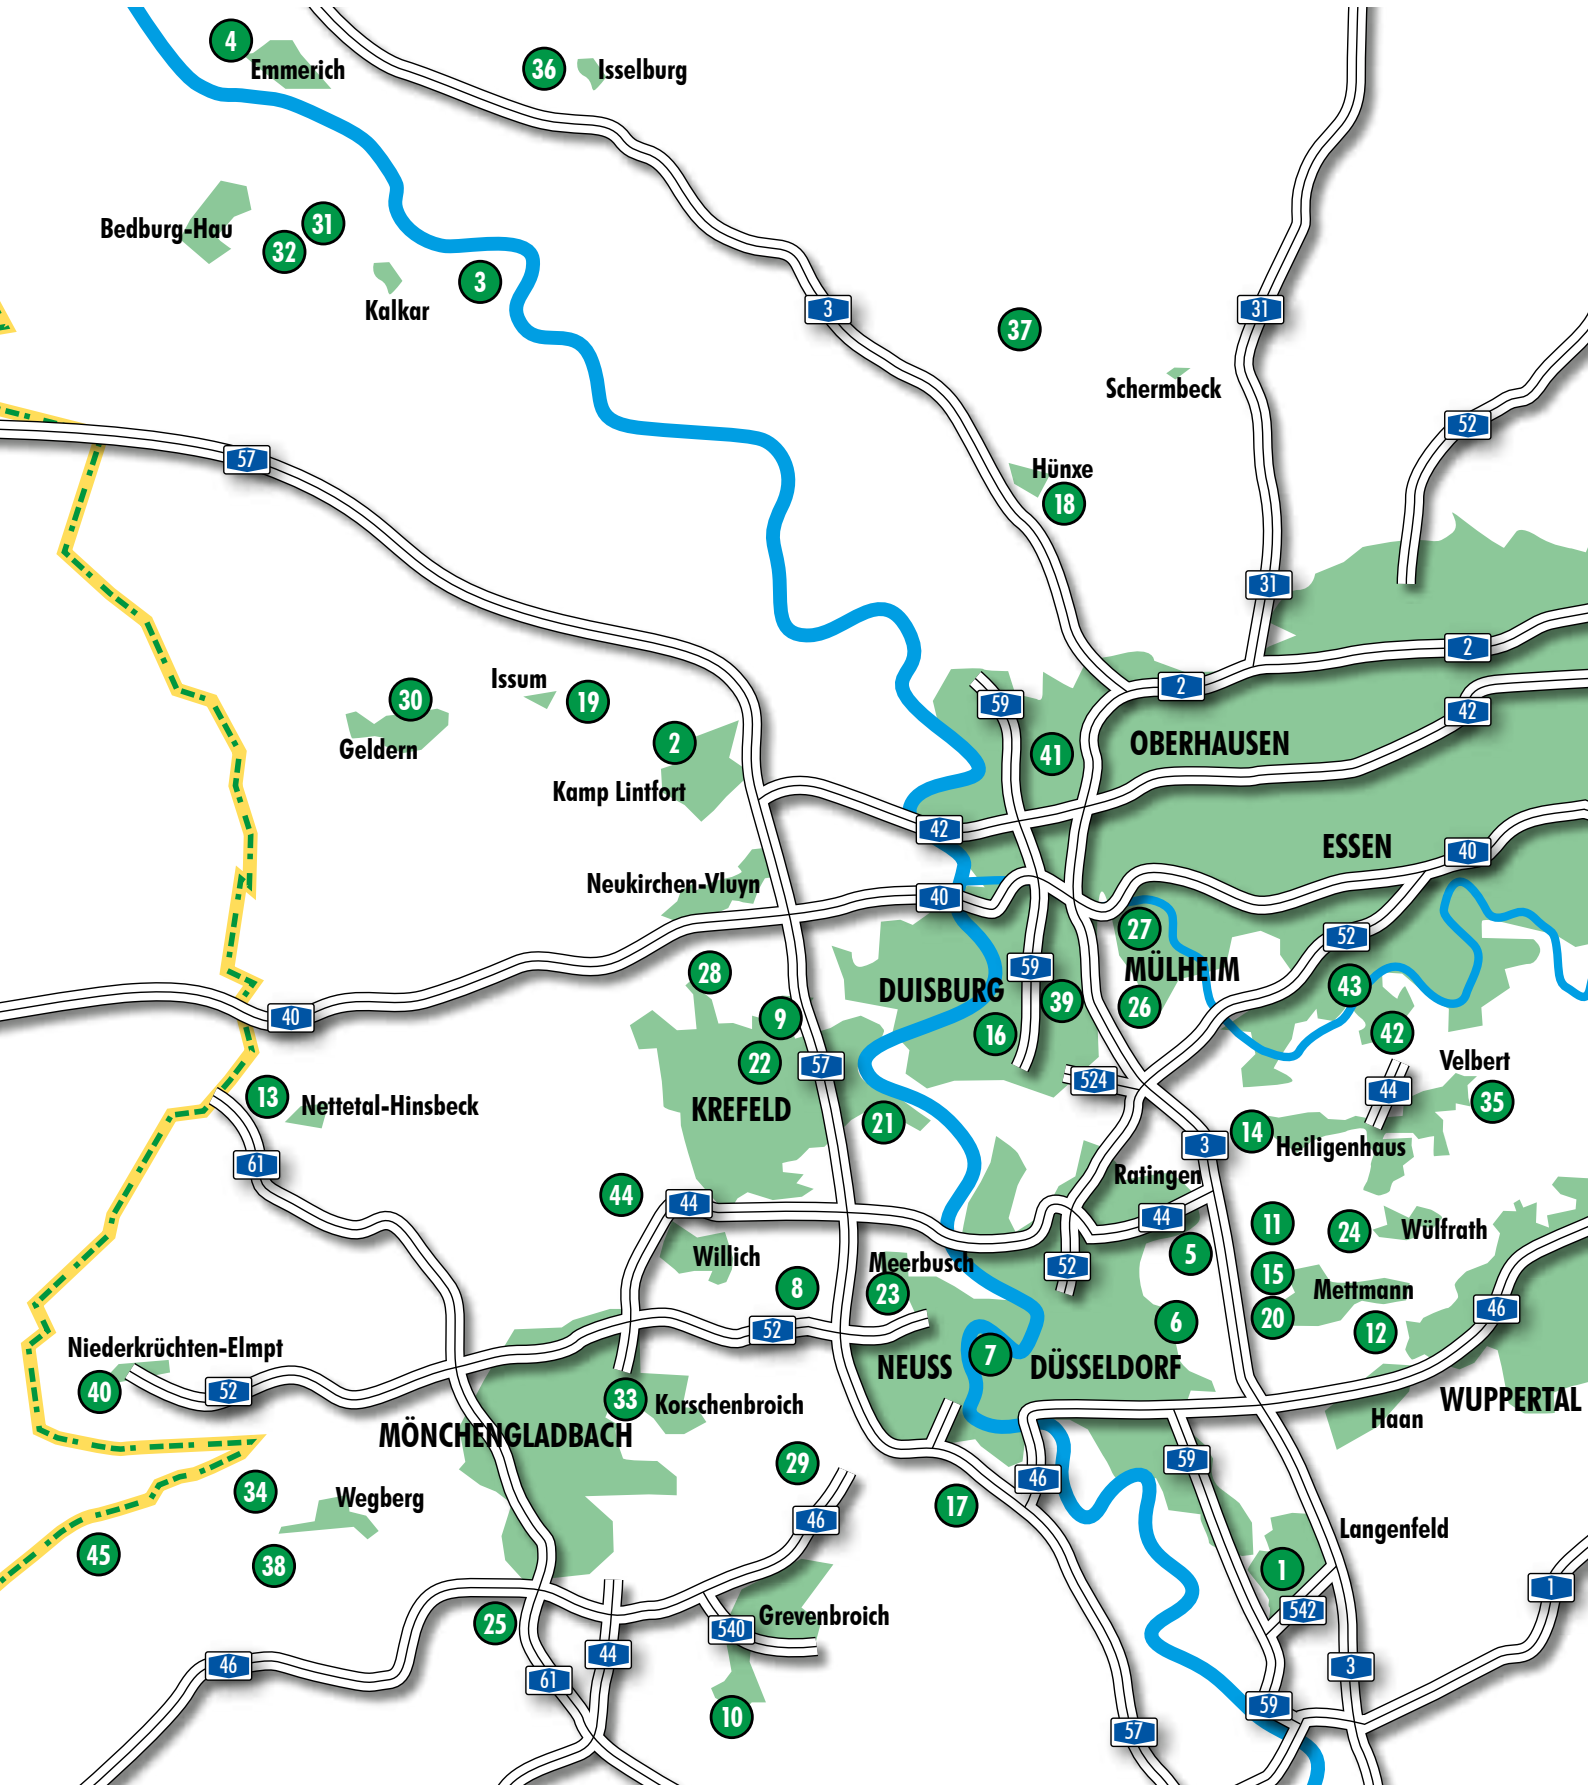 4
Emmerich
36
Isselburg
Bedburg-Hau
31
32
3
Kalkar
3
31
37
Schermbeck
52
57
Hünxe
18
31
2
Issum
30
19
59
2
42
Geldern
2
41
OBERHAUSEN
Kamp Lintfort
42
ESSEN
40
Neukirchen-Vluyn
40
27
52
28
59
MÜLHEIM
DUISBURG
43
39
26
40
9
16
42
22
57
Velbert
524
44
13
Nettetal-Hinsbeck
KREFELD
35
21
14
3
Heiligenhaus
61
Ratingen
44
44
44
11
24
Wülfrath
5
Willich
Meerbusch
52
15
Mettmann
8
23
46
20
6
12
52
Niederkrüchten-Elmpt
7
NEUSS
DÜSSELDORF
40
52
33
Korschenbroich
WUPPERTAL
Haan
MÖNCHENGLADBACH
29
59
46
34
Wegberg
17
46
Langenfeld
45
38
1
1
542
25
540
Grevenbroich
46
44
3
61
59
10
57